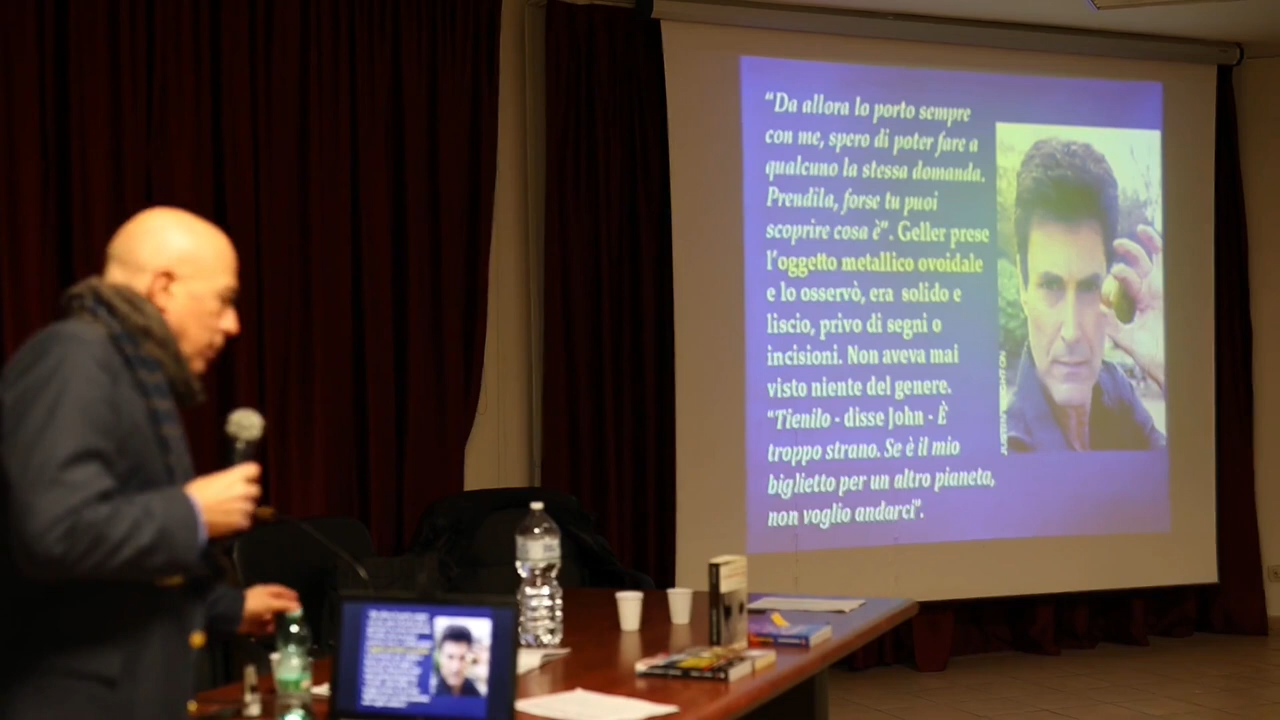 “Da allora lo porto sempre
con me, spero di poter fare a
qualcuno la stessa domanda.
Prendila, forse tu puoi
scoprire cosa è”. Geller prese
l'oggetto metallico ovoidale
e lo osservò, era solido e
liscio, privo di segni o
incisioni. Non aveva mai
visto niente del genere.
“Tienilo - disse John - È
troppo strano. Se è il mio
biglietto per un altro pianeta,
non voglio andarci”.